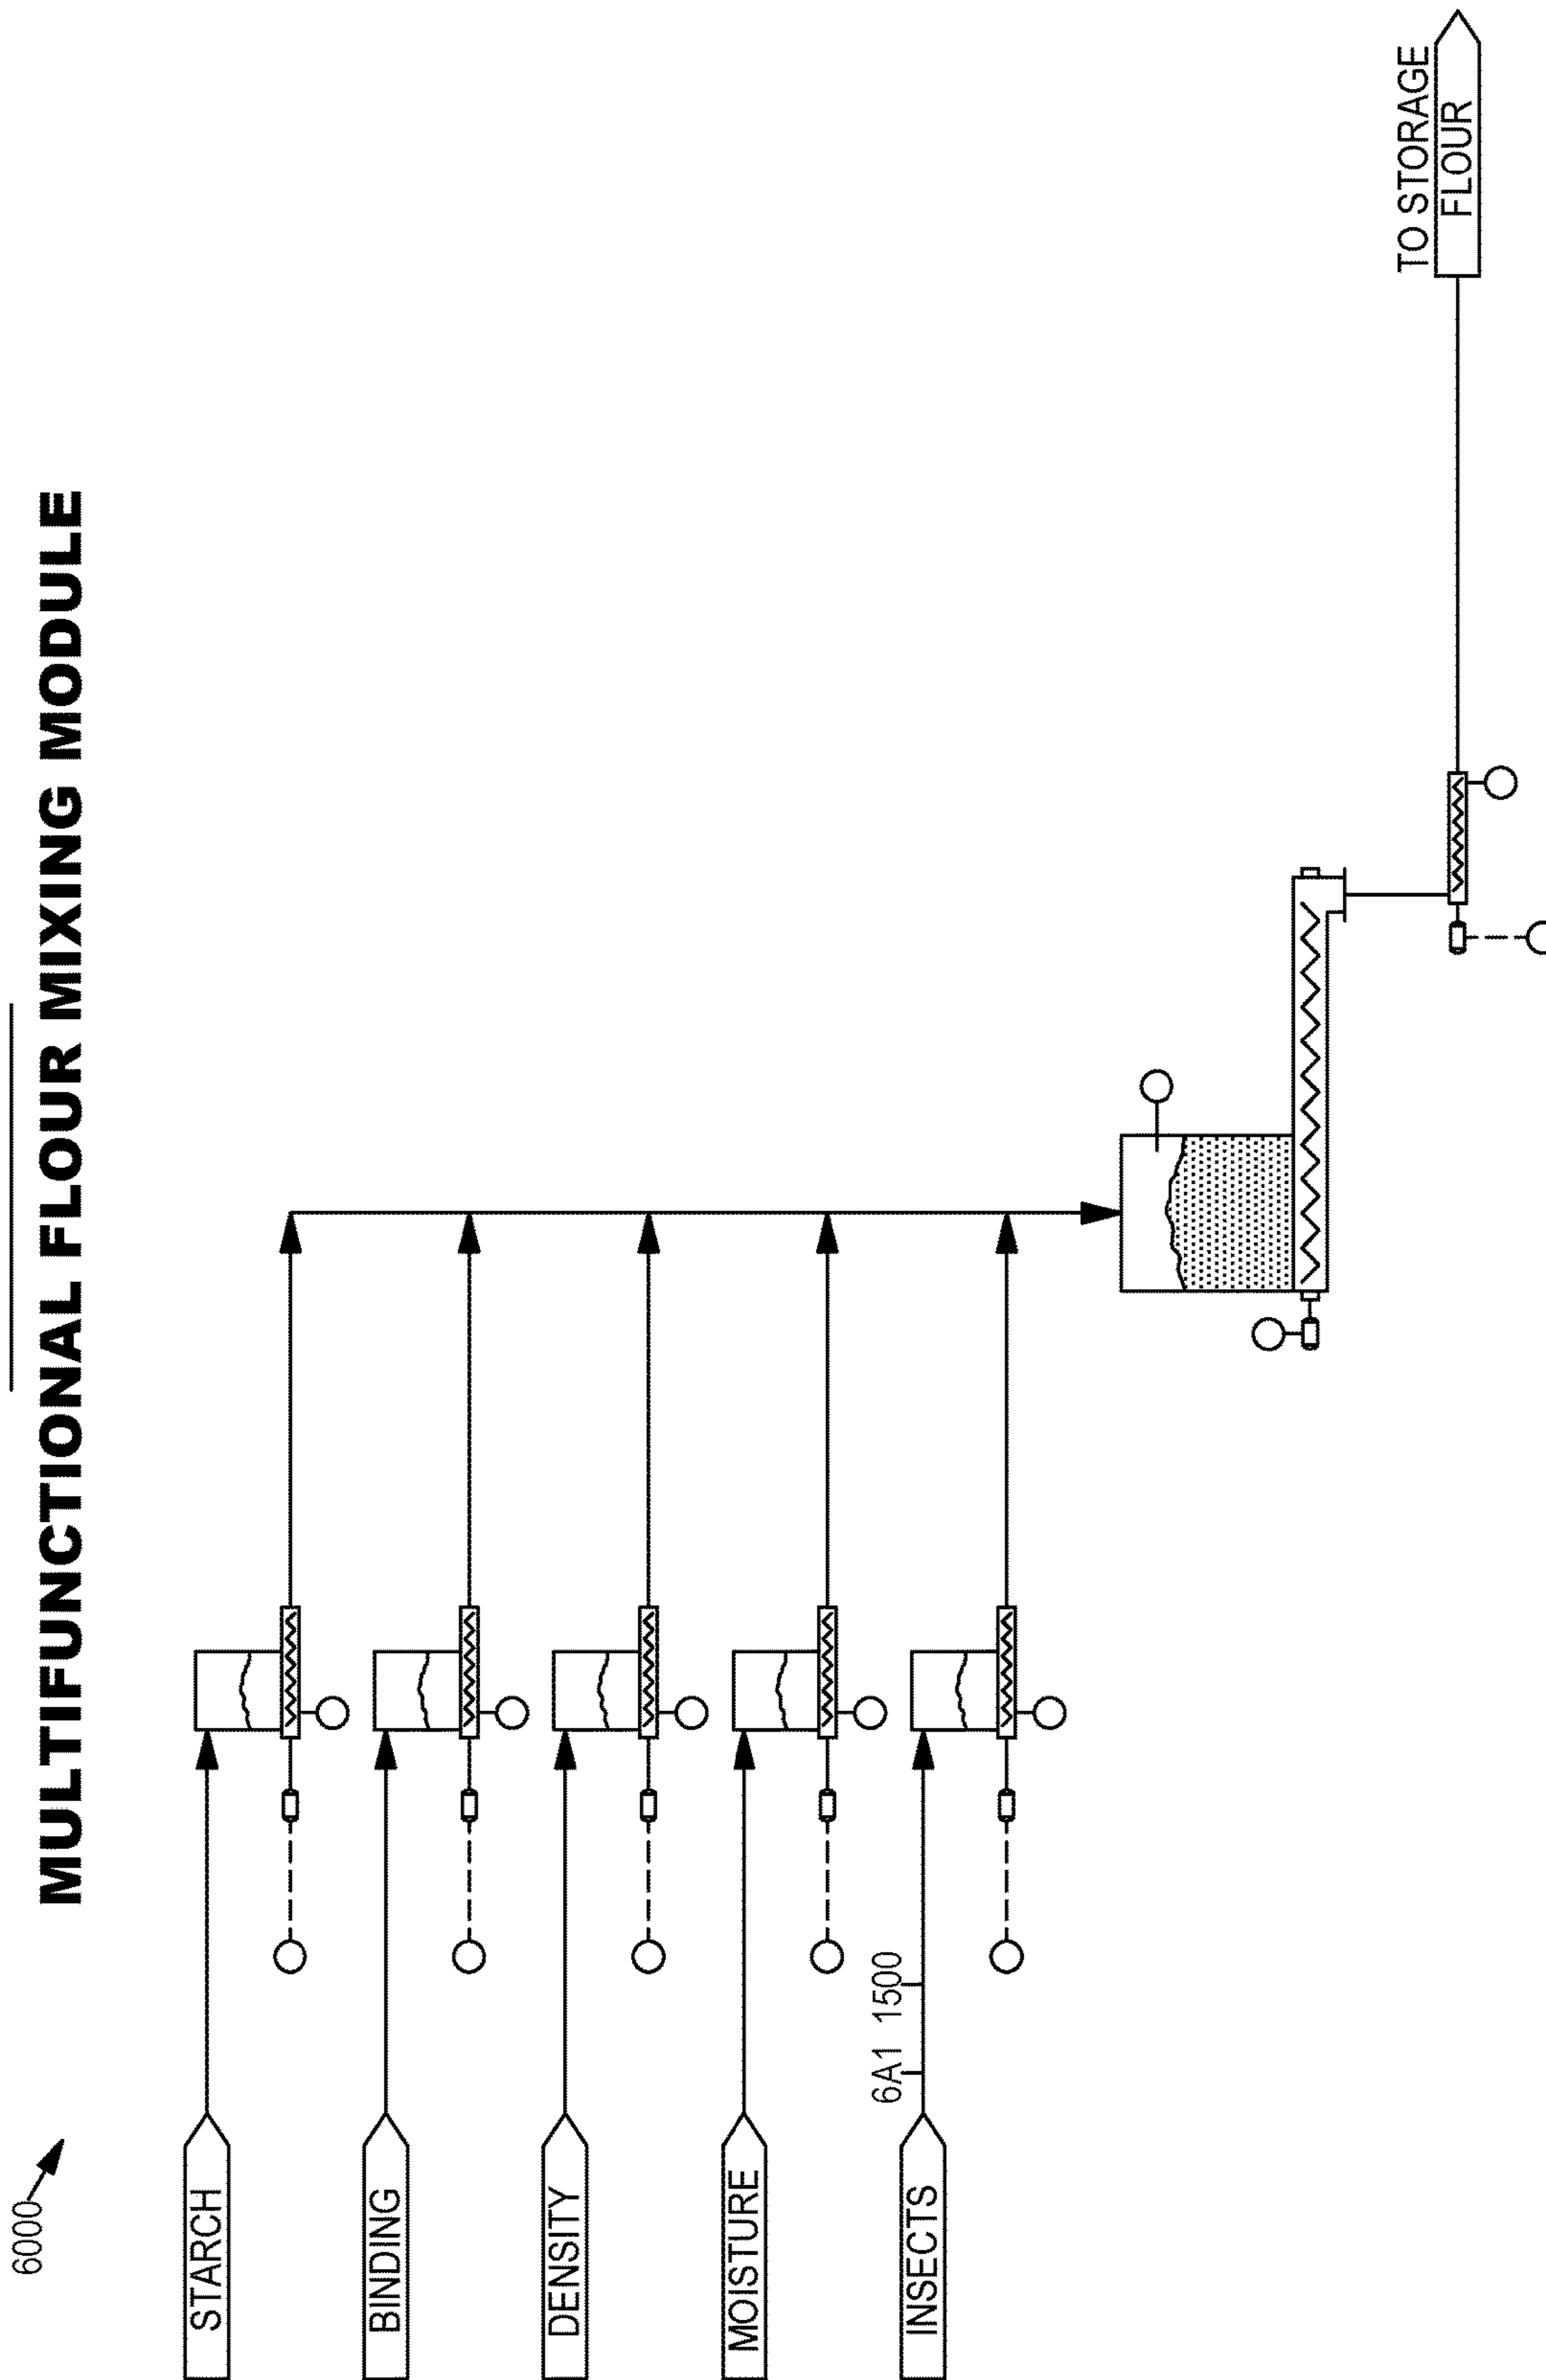 6000
MULTIFUNCTIONAL FLOUR MIXING MODULE
STARCH
BINDING
DENSITY
MOISTURE
6A1 1500
INSECTS
TO STORAGE
FLOUR